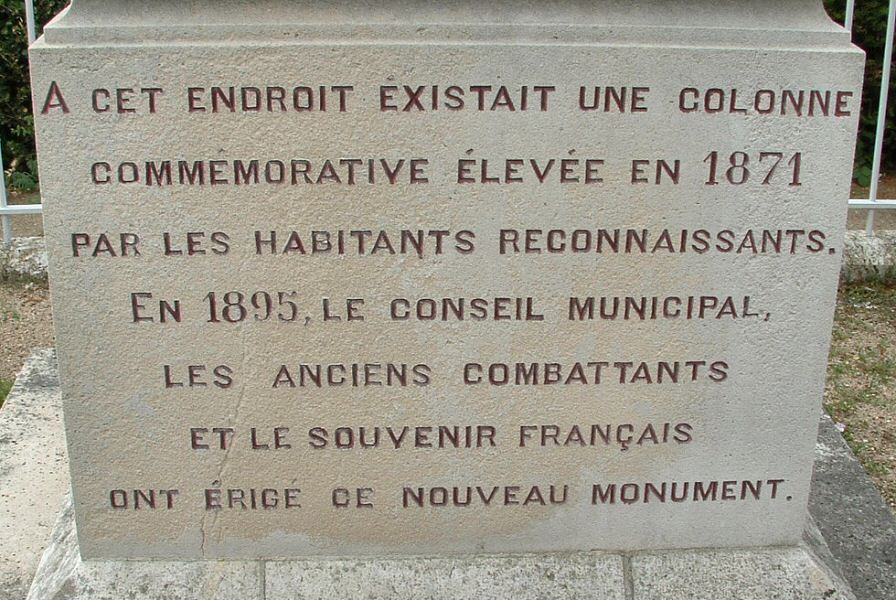 A CET ENDROIT EXISTAIT UNE COLONNE
COMMÉMORATIVE ÉLEVÉE EN 1871
PAR LES HABITANTS RECONNAISSANTS.
EN 1895, LE CONSEIL MUNICIPAL,
LES ANCIENS COMBATTANTS
ET LE SOUVENIR FRANÇAIS
ONT ÉRIGÉ CE NOUVEAU MONUMENT.